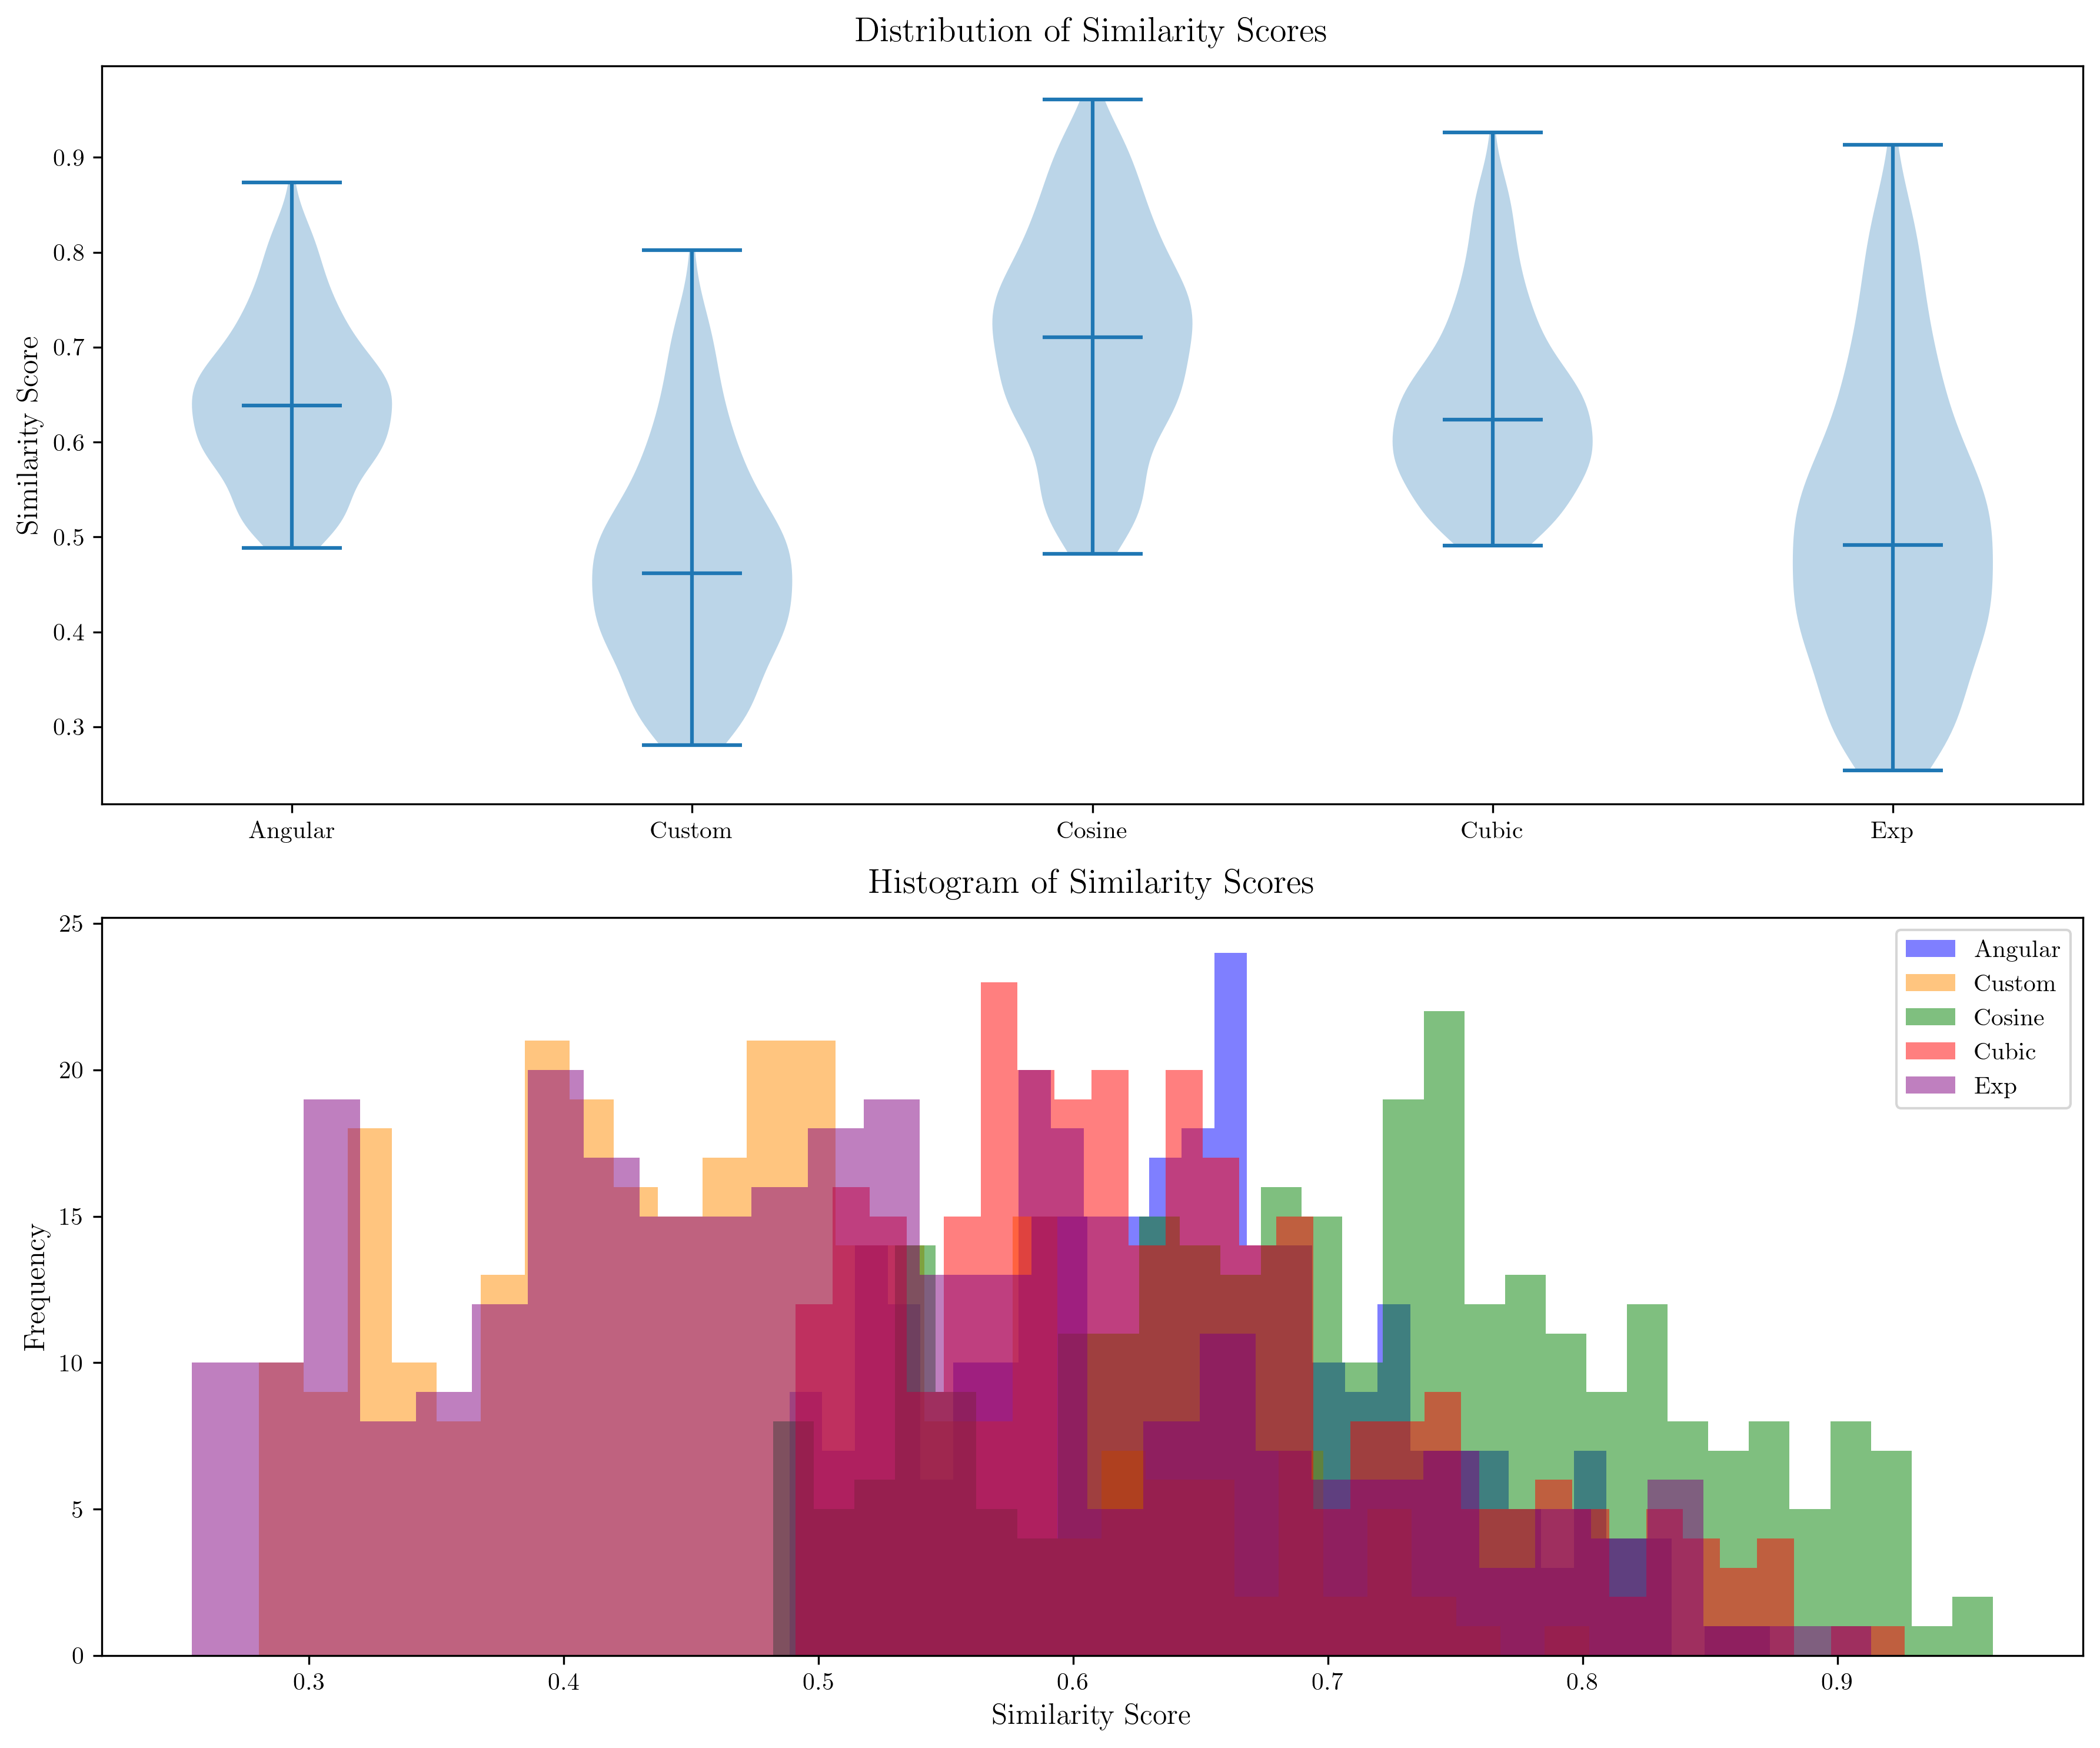 Distribution of Similarity Scores
Similarity Score
0.9
0.8
0.7
0.6
0.5
0.4
0.3
Angular Custom Cosine Cubic Exp
Histogram of Similarity Scores
Frequency
25
20
15
10
5
0
Angular
Custom
Cosine
Cubic
Exp
0.3 0.4 0.5 0.6 0.7 0.8 0.9
Similarity Score